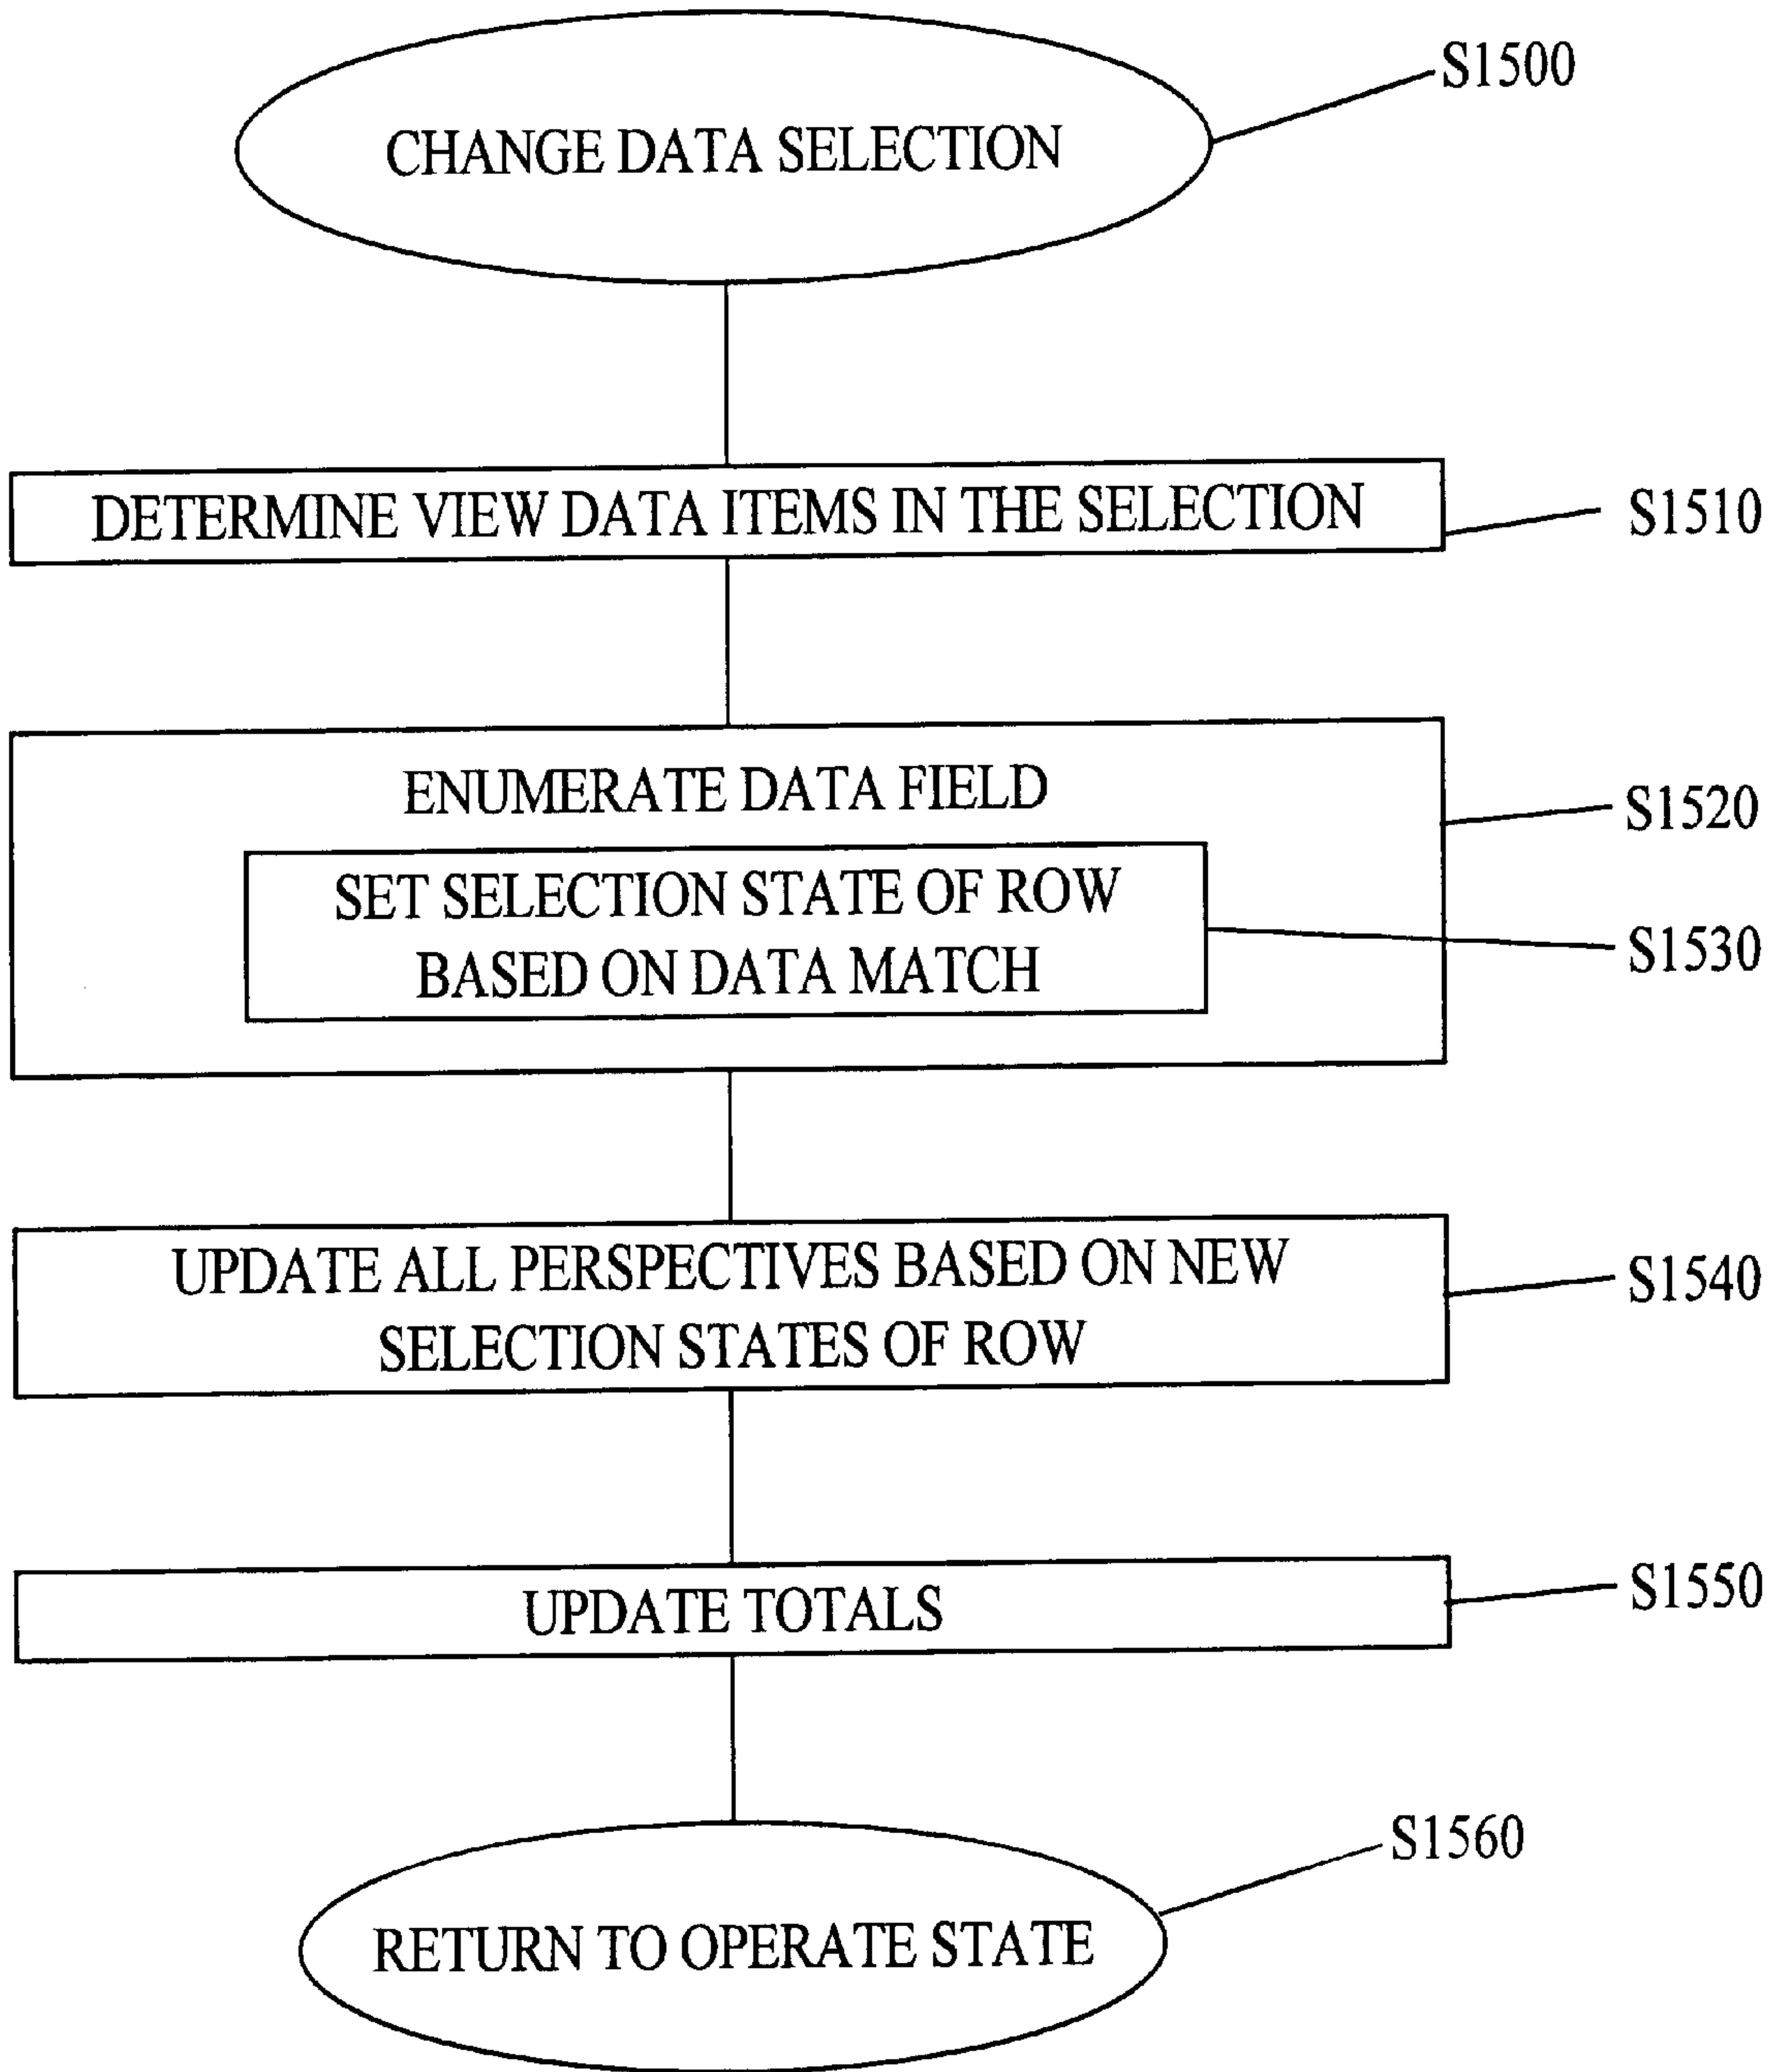 S1500
CHANGE DATA SELECTION
DETERMINE VIEW DATA ITEMS IN THE SELECTION
S1510
ENUMERATE DATA FIELD
S1520
SET SELECTION STATE OF ROW
BASED ON DATA MATCH
S1530
UPDATE ALL PERSPECTIVES BASED ON NEW
SELECTION STATES OF ROW
S1540
UPDATE TOTALS
S1550
S1560
RETURN TO OPERATE STATE